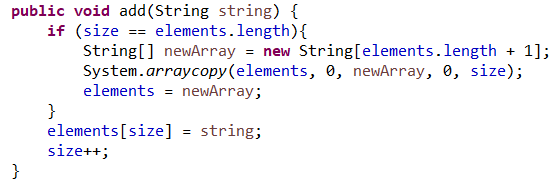 public void add(String string) {
    if (size == elements.length){
        String[] newArray = new String[elements.length + 1];
        System.arraycopy(elements, 0, newArray, 0, size);
        elements = newArray;
    }
    elements[size] = string;
    size++;
}